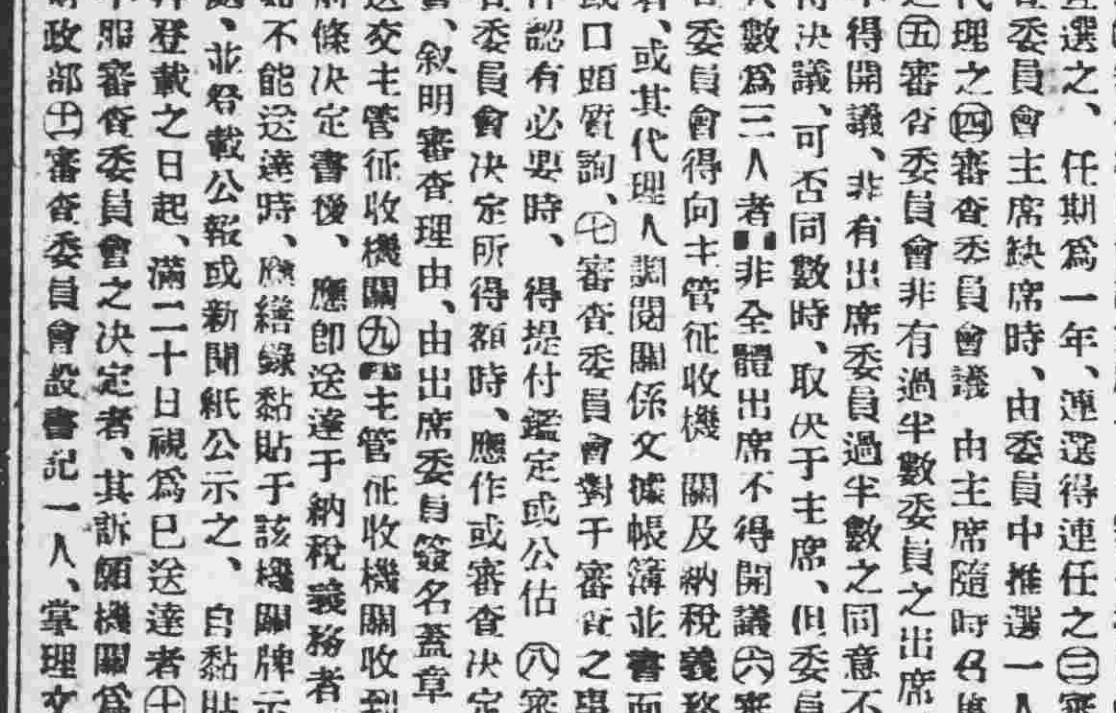 選之、任期為一年、連選得連任之㊂審
委員會主席缺席時、由委員中推選一人
代理之㊃審查委員會議 由主席隨時召集
㊄審查委員會非有過半數委員之出席
不得開議、非有出席委員過半數之同意不
得決議、可否同數時、取決于主席、但委員
人數為三人者 非全體出席不得開議㊅審
委員會得向主管征收機 關及納稅義務
或其代理人調閱關係文據帳簿並書面
或口頭質詢、㊆審查委員會對于審查之事
件認有必要時、得提付鑑定或公估 ㊇審
委員會決定所得額時、應作或審查決定
叙明審查理由、由出席委員簽名蓋章
送交主管征收機關㊈主管征收機關收到
前條決定書後、應即送達于納稅義務者
如不能送達時、應繕錄黏貼于該機關牌示
處、並登載公報或新聞紙公示之、自黏貼
登載之日起、滿二十日視為已送達者㊉
不服審查委員會之決定者、其訴願機關為
財政部㊉一審查委員會設書記一人、掌理文